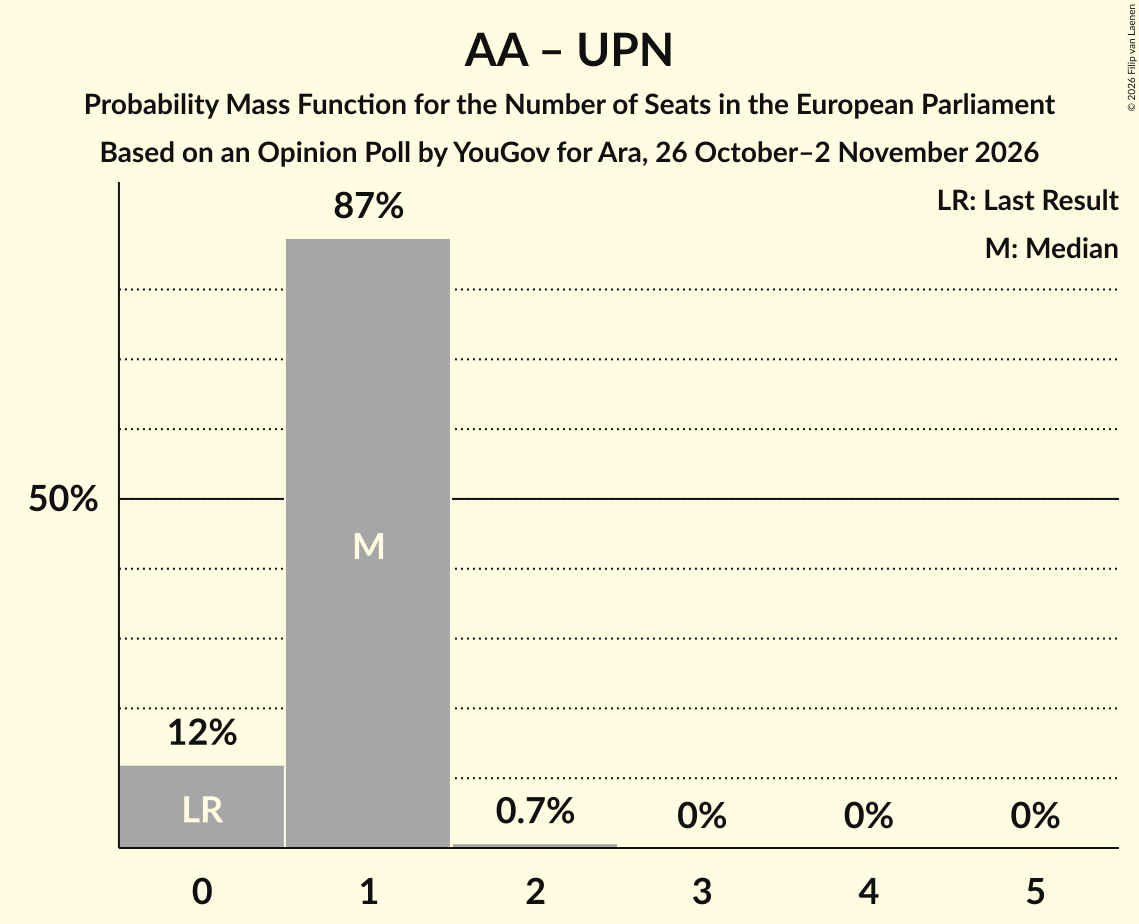 AA – UPN
Probability Mass Function for the Number of Seats in the European Parliament
Based on an Opinion Poll by YouGov for Ara, 26 October–2 November 2026
© 2026 Filip van Laenen
LR: Last Result
M: Median
87%
50%
M
12%
LR
0.7%
0%
0%
0%
0
1
2
3
4
5